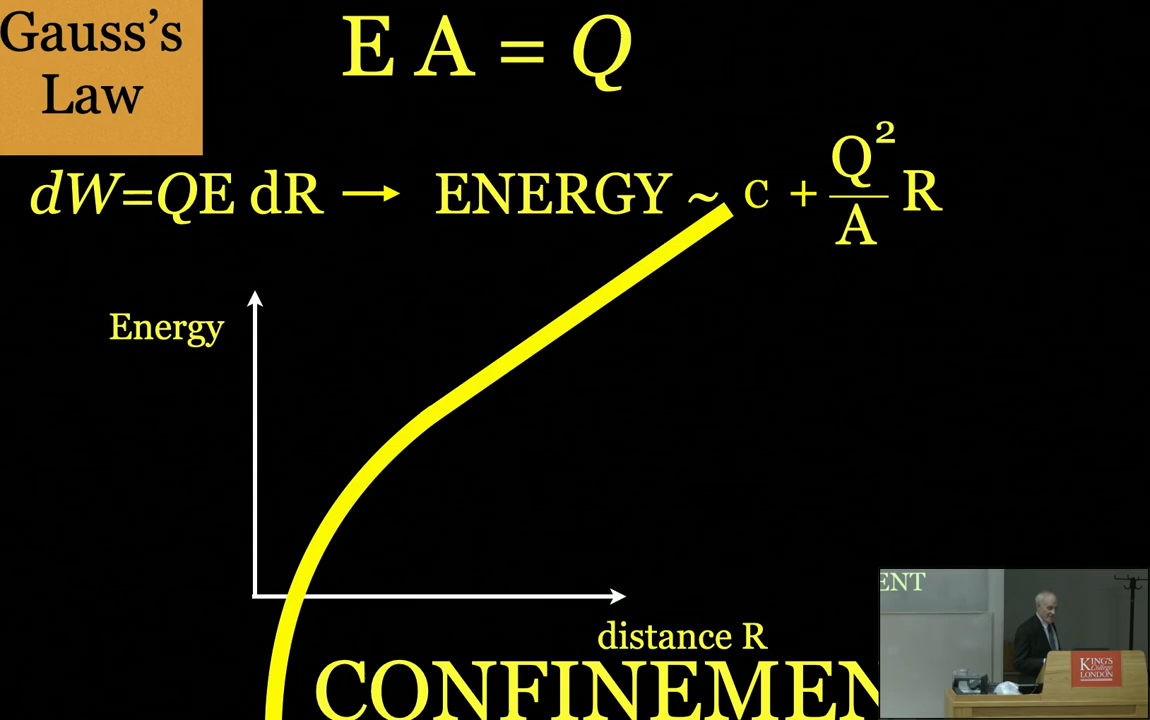 Gauss's
Law
E A = Q
dW=QE dR → ENERGY ~ C + Q²/A R
Energy
distance R
CONFINEMEN
ENT
KING'S
College
LONDON